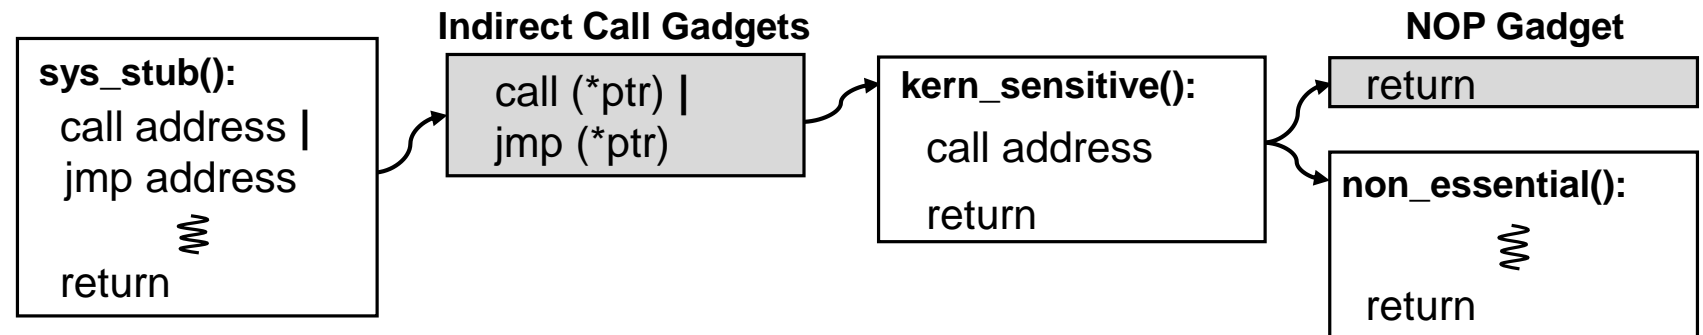 Indirect Call Gadgets
NOP Gadget
sys_stub():
call address |
jmp address
return
call (*ptr) |
jmp (*ptr)
kern_sensitive():
call address
return
return
non_essential():
return